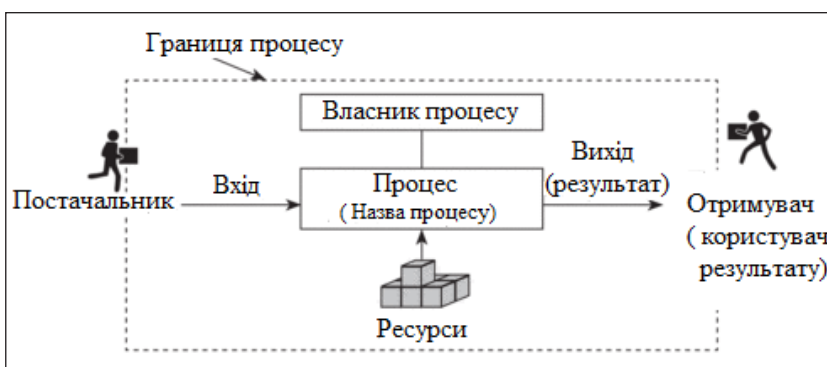 Границя процесу
Власник процесу
Постачальник
Вхід
Процес
( Назва процесу)
Вихід
(результат)
Отримувач
( користувач
результату)
Ресурси